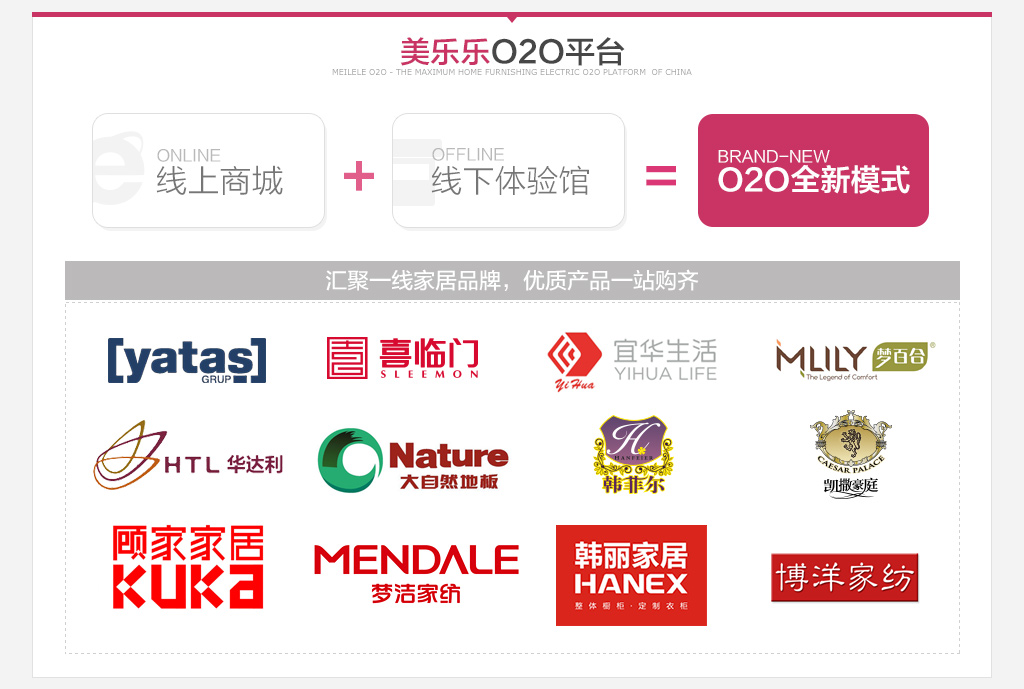 美乐乐O2O平台
MEILELE O2O - THE MAXIMUM HOME FURNISHING ELECTRIC O2O PLATFORM OF CHINA
ONLINE
线上商城
+
OFFLINE
线下体验馆
=
BRAND-NEW
O2O全新模式
汇聚一线家居品牌，优质产品一站购齐
[yatas]
GRUP
喜临门
SLEEMON
YiHua
宜华生活
YIHUA LIFE
MLILY 梦百合®
The Legend of Comfort
HTL 华达利
Nature
大自然地板
H
HANFEIER
韩菲尔
CAESAR PALACE
凯撒豪庭
顾家家居
KUKa
MENDALE
梦洁家纺
韩丽家居
HANEX
整体橱柜·定制衣柜
博洋家纺